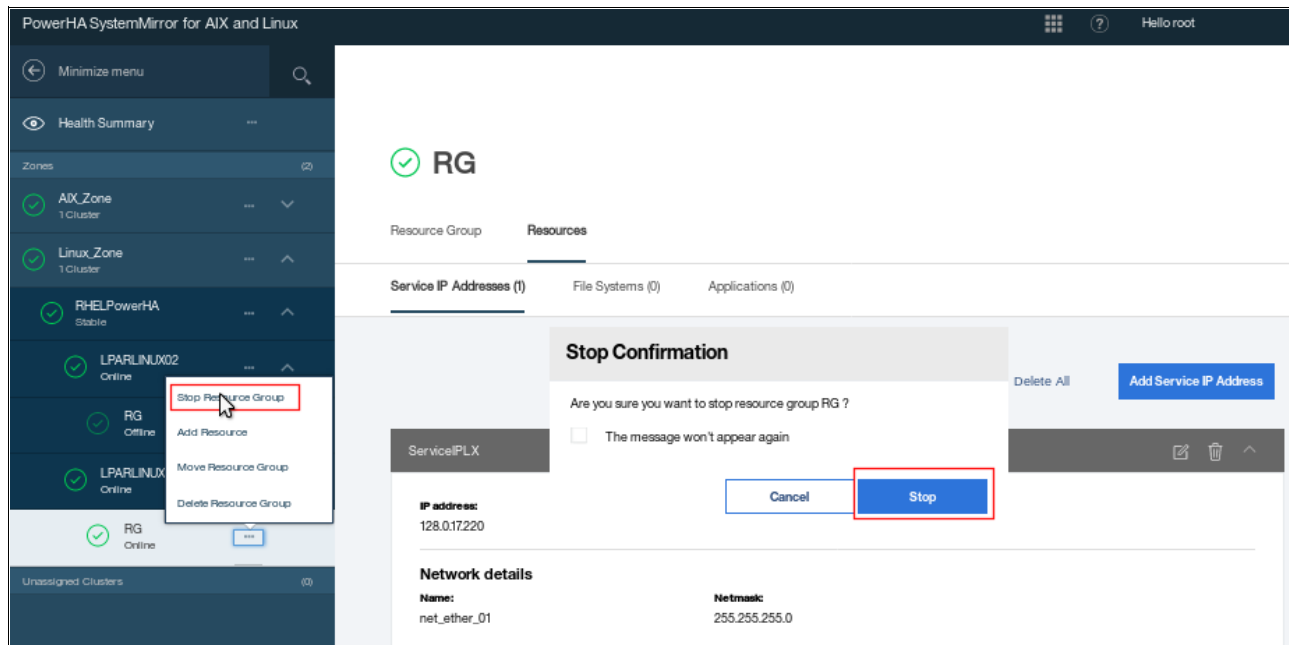 PowerHA SystemMirror for AIX and Linux
Hello root
Minimize menu
Health Summary
Zones (2)
AIX_Zone
1 Cluster
Linux_Zone
1 Cluster
RHELPowerHA
Stable
LPARLINUX02
Online
RG
Offline
LPARLINUX
Online
RG
Online
Unassigned Clusters (0)
Stop Resource Group
Add Resource
Move Resource Group
Delete Resource Group
RG
Resource Group Resources
Service IP Addresses (1) File Systems (0) Applications (0)
Delete All Add Service IP Address
Stop Confirmation
Are you sure you want to stop resource group RG ?
The message won't appear again
Cancel Stop
ServiceIPLX
IP address:
128.0.17.220
Network details
Name: Netmask:
net_ether_01 255.255.255.0